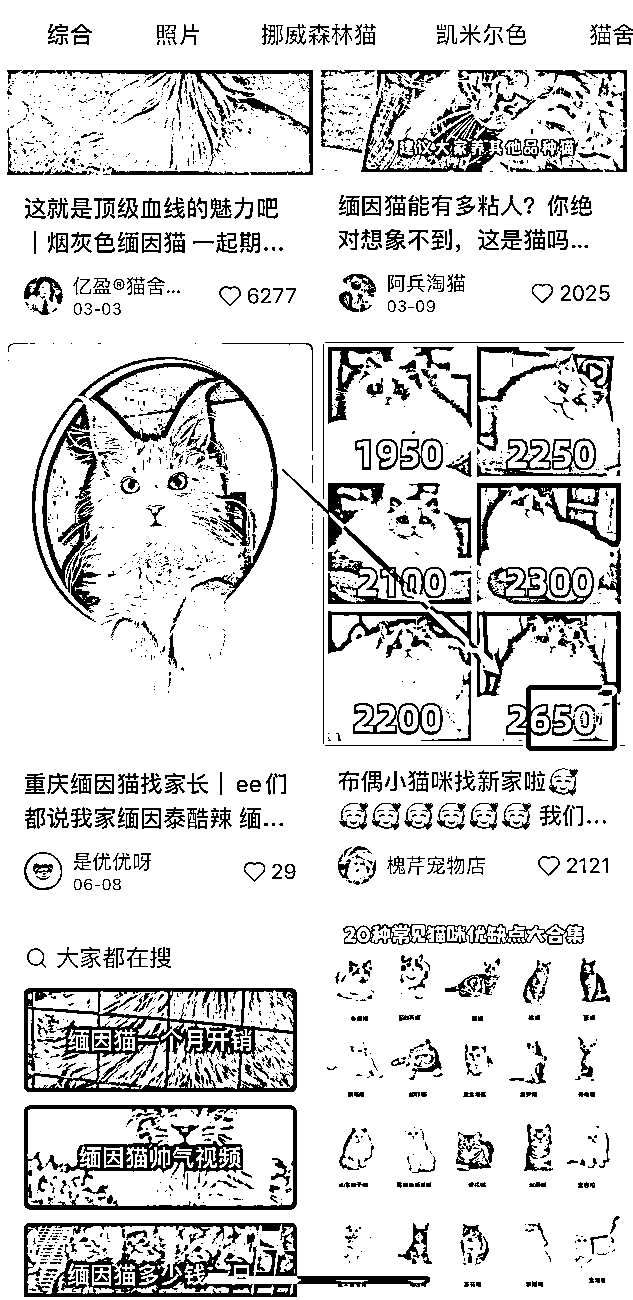 综合 照片 挪威森林猫 凯米尔色 猫舍
建议大家养其他品种猫
这就是顶级血线的魅力吧
｜烟灰色缅因猫 一起期...
亿盈®猫舍...
03-03
6277
缅因猫能有多粘人？你绝
对想象不到，这是猫吗...
阿兵淘猫
03-09
2025
1950
2250
2100
2300
2200
2650
重庆缅因猫找家长｜ ee们
都说我家缅因泰酷辣 缅...
是优优呀
06-08
29
布偶小猫咪找新家啦🥰
🥰🥰🥰🥰🥰🥰 我们...
槐芹宠物店
2121
大家都在搜
缅因猫一个月开销
缅因猫帅气视频
缅因猫多少钱一只
20种常见猫咪优缺点大合集